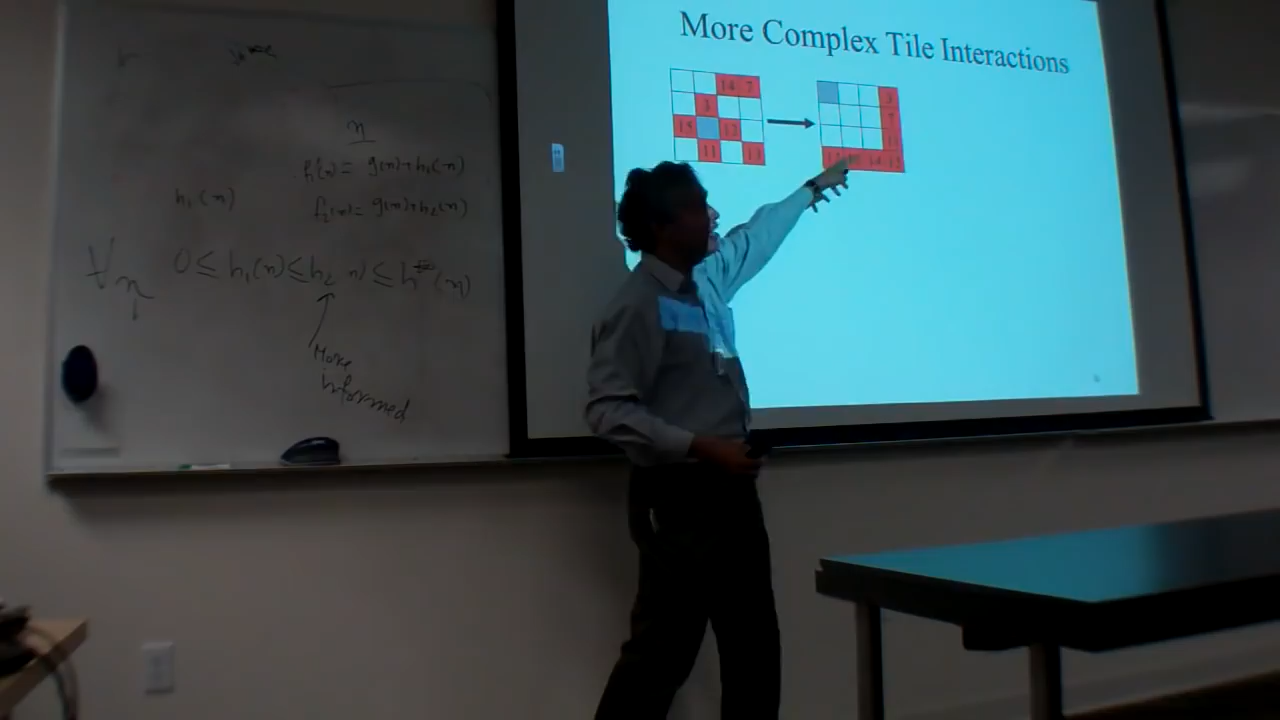 More Complex Tile Interactions
14 7
3
15 12
11 13
3
7
11
12 13 14 15
n
f₁(n) = g(n)+h₁(n)
h₁(n)
f₂(n) = g(n)+h₂(n)
∀n 0 ≤ h₁(n) ≤ h₂ n) ≤ h*(n)
More
informed